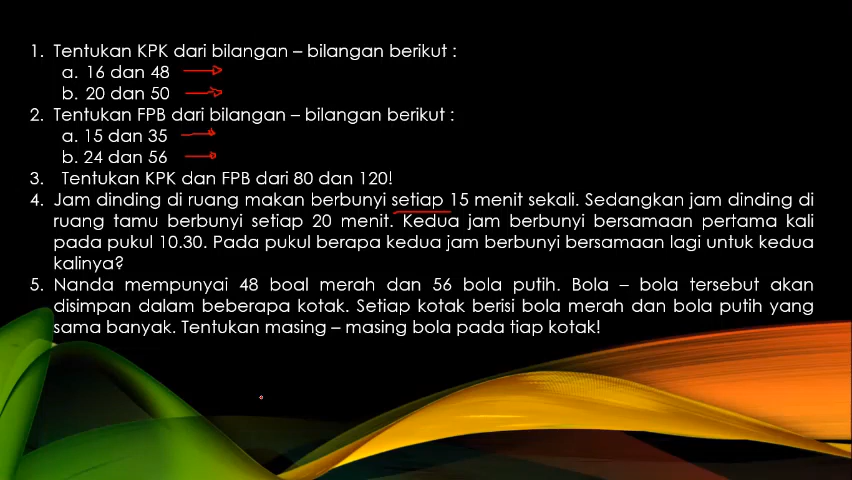 1. Tentukan KPK dari bilangan – bilangan berikut :
a. 16 dan 48
b. 20 dan 50
2. Tentukan FPB dari bilangan – bilangan berikut :
a. 15 dan 35
b. 24 dan 56
3. Tentukan KPK dan FPB dari 80 dan 120!
4. Jam dinding di ruang makan berbunyi setiap 15 menit sekali. Sedangkan jam dinding di
ruang tamu berbunyi setiap 20 menit. Kedua jam berbunyi bersamaan pertama kali
pada pukul 10.30. Pada pukul berapa kedua jam berbunyi bersamaan lagi untuk kedua
kalinya?
5. Nanda mempunyai 48 boal merah dan 56 bola putih. Bola – bola tersebut akan
disimpan dalam beberapa kotak. Setiap kotak berisi bola merah dan bola putih yang
sama banyak. Tentukan masing – masing bola pada tiap kotak!